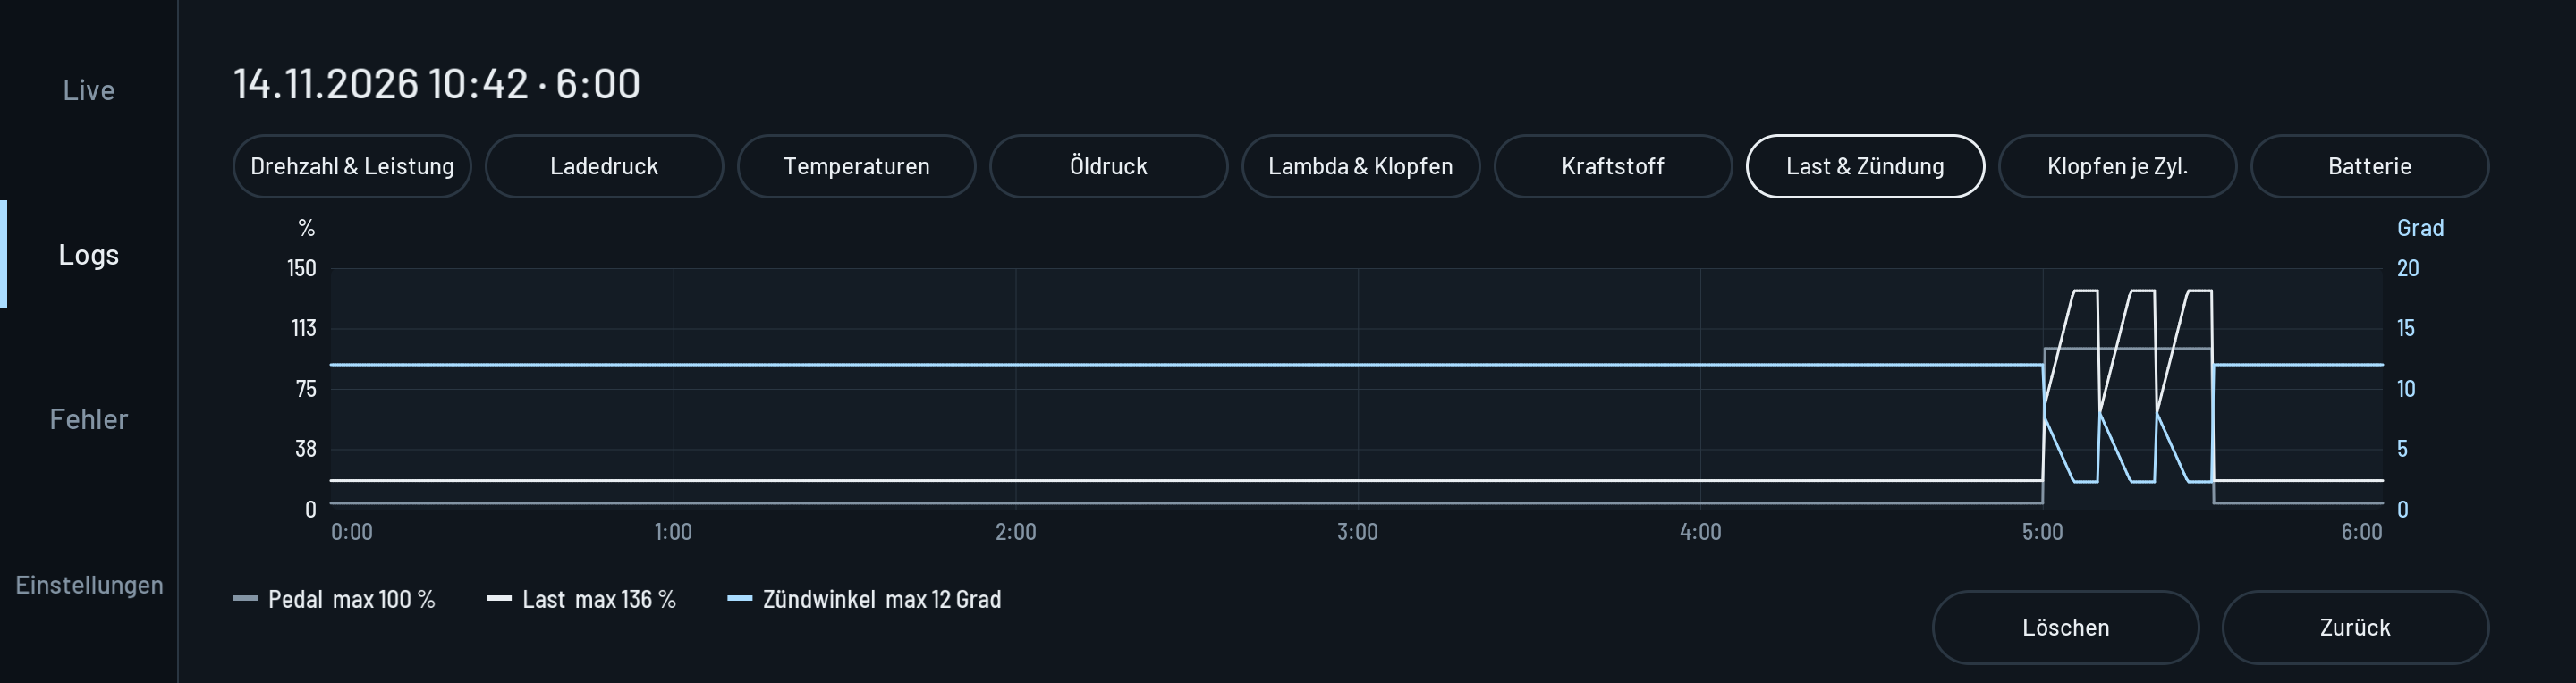 Live
Logs
Fehler
Einstellungen
14.11.2026 10:42 · 6:00
Drehzahl & Leistung
Ladedruck
Temperaturen
Öldruck
Lambda & Klopfen
Kraftstoff
Last & Zündung
Klopfen je Zyl.
Batterie
%
150
113
75
38
0
Grad
20
15
10
5
0
0:00 1:00 2:00 3:00 4:00 5:00 6:00
Pedal max 100 %
Last max 136 %
Zündwinkel max 12 Grad
Löschen
Zurück